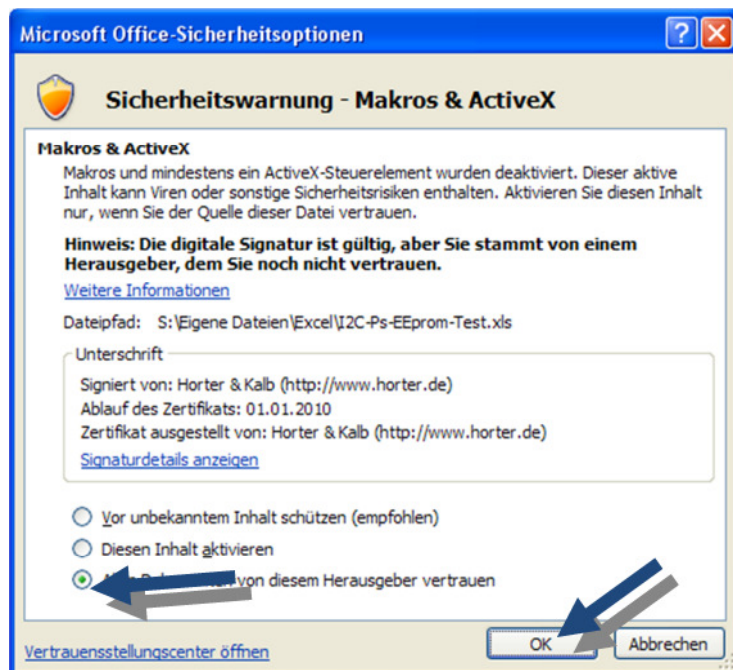 Microsoft Office-Sicherheitsoptionen
Sicherheitswarnung - Makros & ActiveX
Makros & ActiveX
Makros und mindestens ein ActiveX-Steuerelement wurden deaktiviert. Dieser aktive
Inhalt kann Viren oder sonstige Sicherheitsrisiken enthalten. Aktivieren Sie diesen Inhalt
nur, wenn Sie der Quelle dieser Datei vertrauen.
Hinweis: Die digitale Signatur ist gültig, aber Sie stammt von einem
Herausgeber, dem Sie noch nicht vertrauen.
Weitere Informationen
Dateipfad: S:\Eigene Dateien\Excel\I2C-Ps-EEprom-Test.xls
Unterschrift
Signiert von: Horter & Kalb (http://www.horter.de)
Ablauf des Zertifikats: 01.01.2010
Zertifikat ausgestellt von: Horter & Kalb (http://www.horter.de)
Signaturdetails anzeigen
Vor unbekanntem Inhalt schützen (empfohlen)
Diesen Inhalt aktivieren
von diesem Herausgeber vertrauen
Vertrauensstellungscenter öffnen
OK
Abbrechen